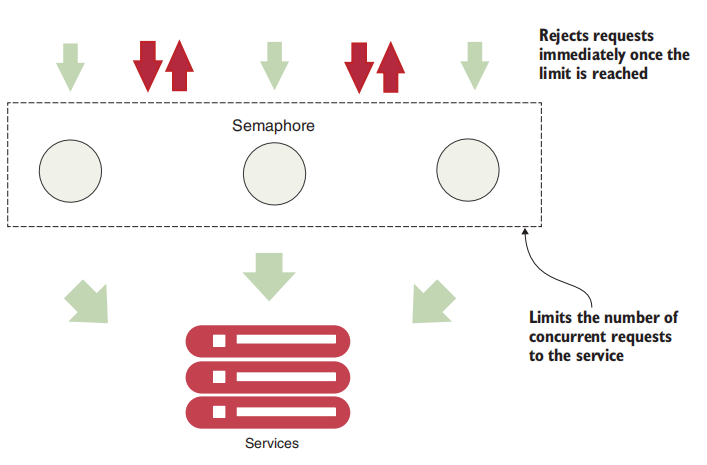 Rejects requests
immediately once the
limit is reached
Semaphore
Limits the number of
concurrent requests
to the service
Services